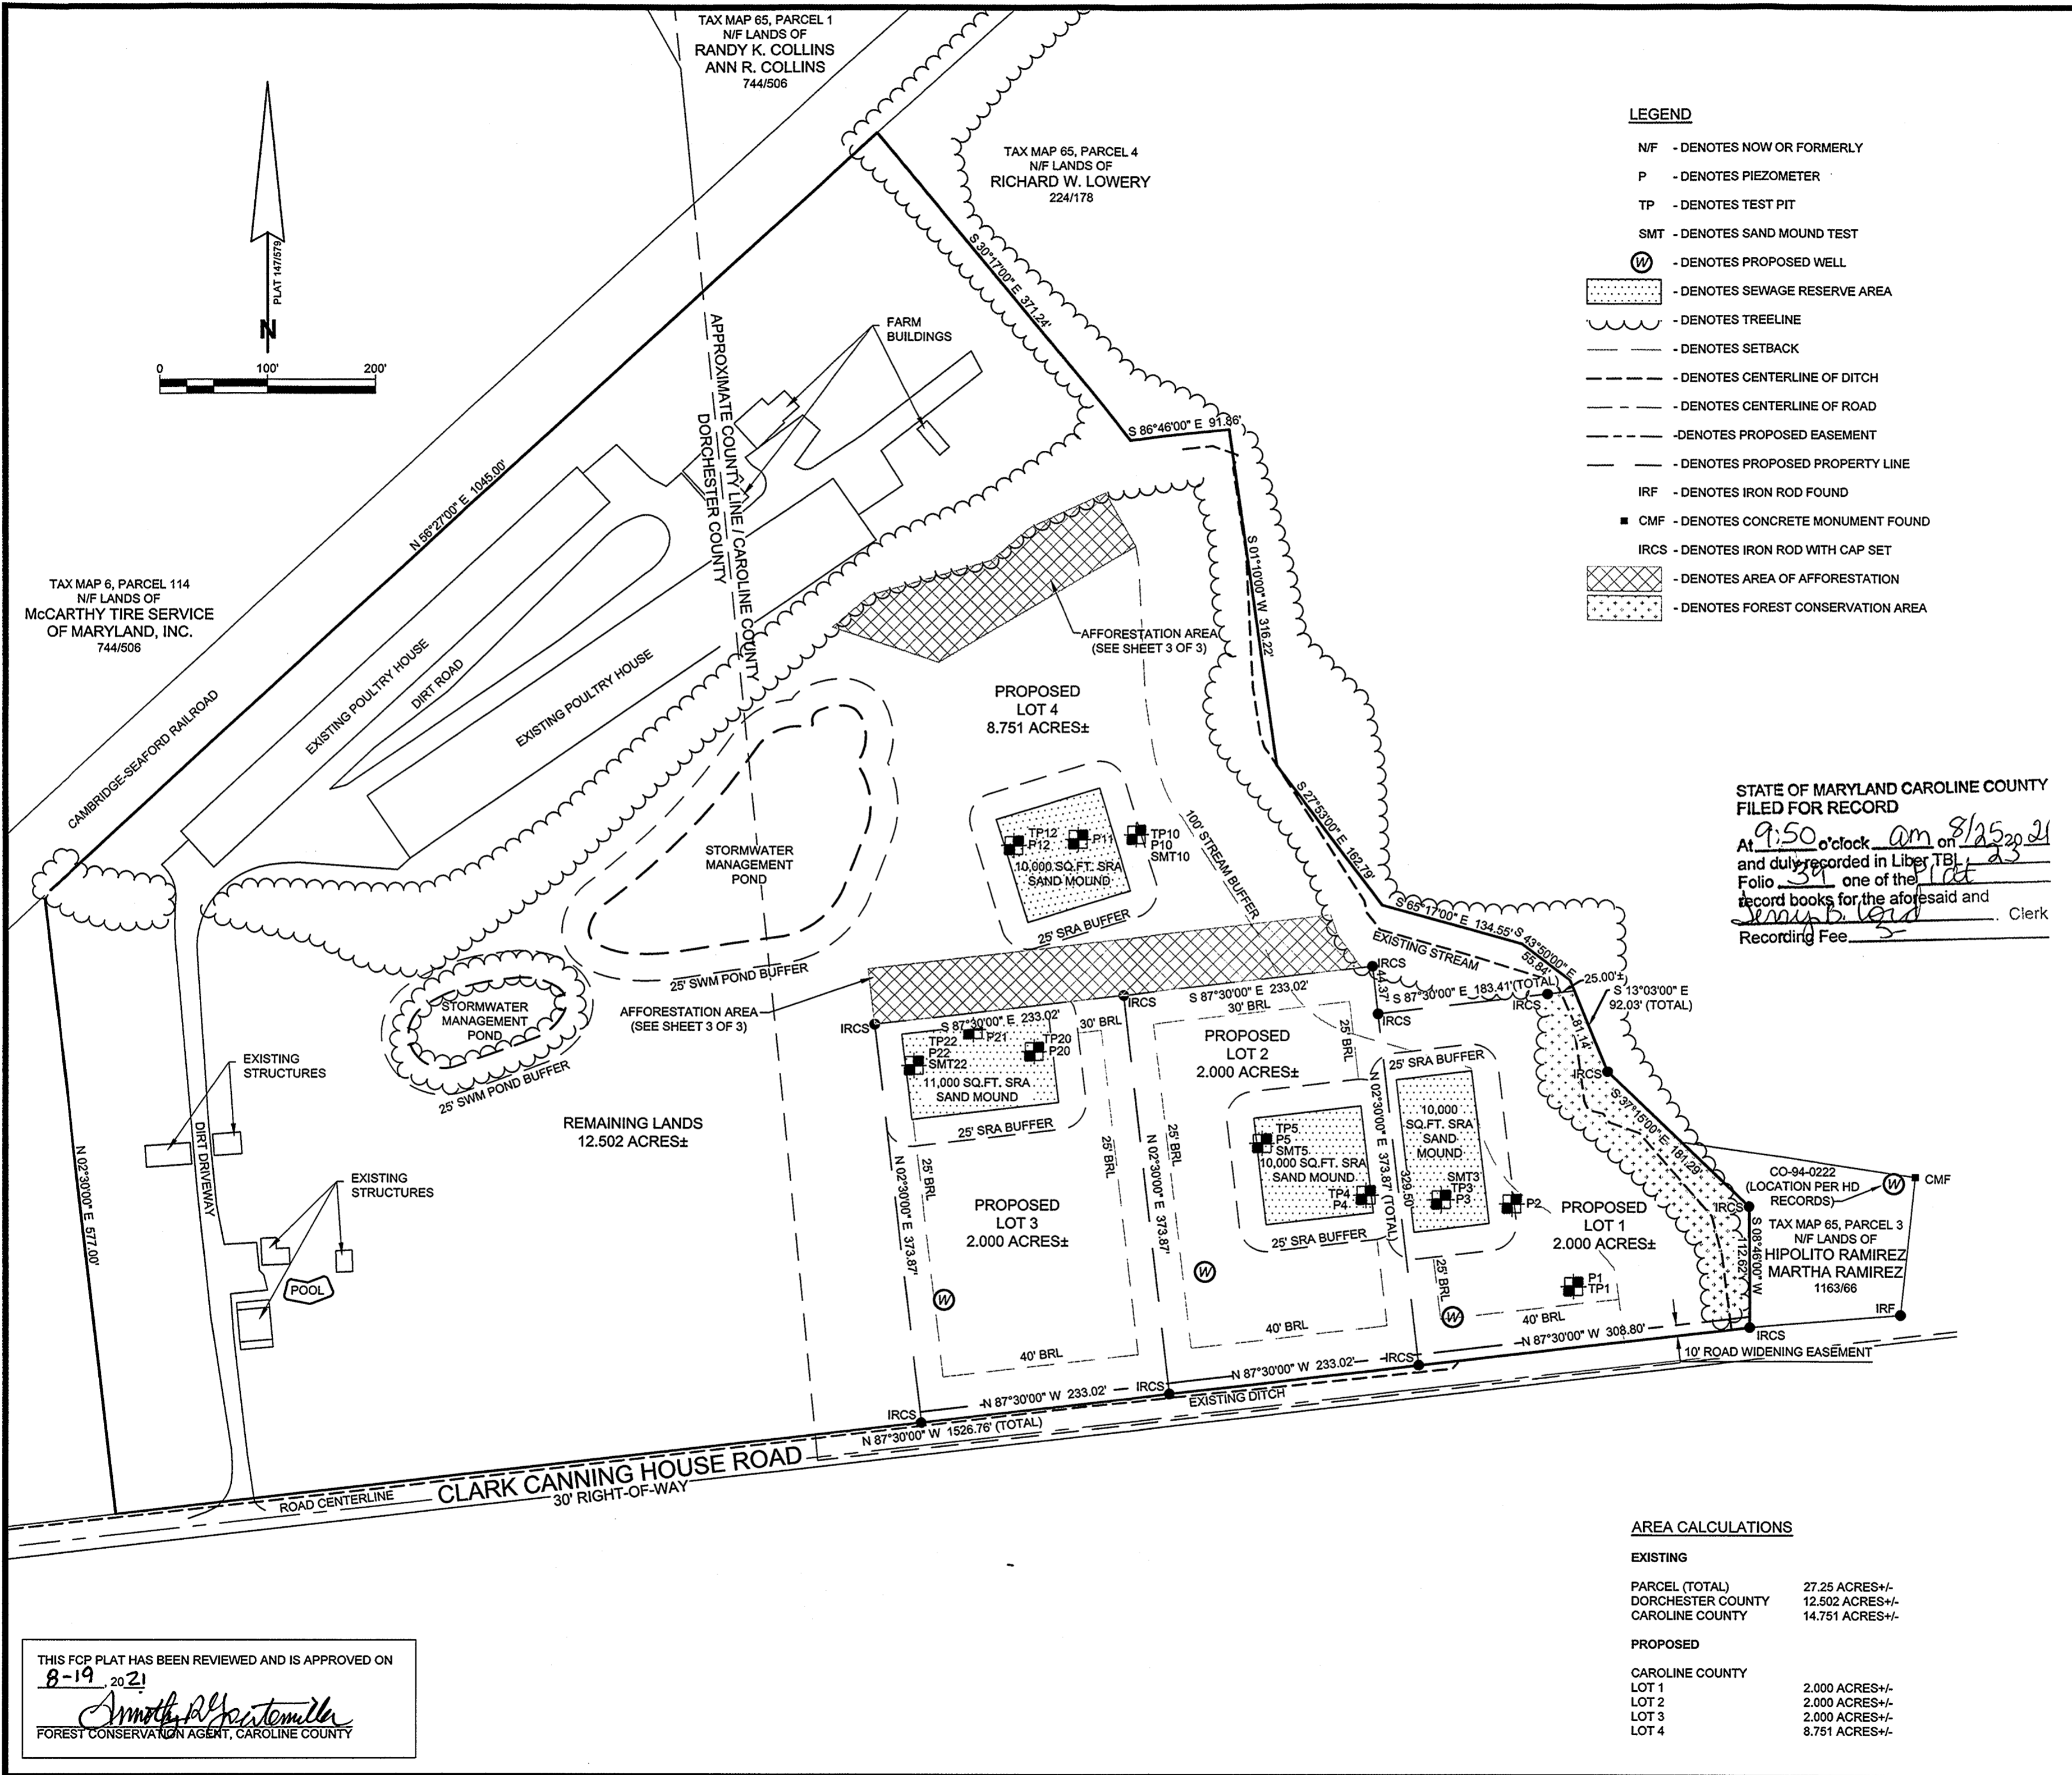 TAX MAP 65, PARCEL 1
N/F LANDS OF
RANDY K. COLLINS
ANN R. COLLINS
744/506
TAX MAP 65, PARCEL 4
N/F LANDS OF
RICHARD W. LOWERY
224/178
PLAT 147/579
N
0 100' 200'
LEGEND
N/F - DENOTES NOW OR FORMERLY
P - DENOTES PIEZOMETER
TP - DENOTES TEST PIT
SMT - DENOTES SAND MOUND TEST
W - DENOTES PROPOSED WELL
- DENOTES SEWAGE RESERVE AREA
- DENOTES TREELINE
- DENOTES SETBACK
- DENOTES CENTERLINE OF DITCH
- DENOTES CENTERLINE OF ROAD
-DENOTES PROPOSED EASEMENT
- DENOTES PROPOSED PROPERTY LINE
IRF - DENOTES IRON ROD FOUND
CMF - DENOTES CONCRETE MONUMENT FOUND
IRCS - DENOTES IRON ROD WITH CAP SET
- DENOTES AREA OF AFFORESTATION
- DENOTES FOREST CONSERVATION AREA
S 30°17'00" E 371.24'
FARM
BUILDINGS
APPROXIMATE COUNTY LINE / CAROLINE COUNTY
DORCHESTER COUNTY
S 86°46'00" E 91.86'
N 56°27'00" E 1045.00'
S 01°10'00" W 316.22'
TAX MAP 6, PARCEL 114
N/F LANDS OF
McCARTHY TIRE SERVICE
OF MARYLAND, INC.
744/506
CAMBRIDGE-SEAFORD RAILROAD
EXISTING POULTRY HOUSE
DIRT ROAD
EXISTING POULTRY HOUSE
AFFORESTATION AREA
(SEE SHEET 3 OF 3)
PROPOSED
LOT 4
8.751 ACRES±
S 27°53'00" E 162.79'
100' STREAM BUFFER
STORMWATER
MANAGEMENT
POND
TP12
P12
P11
TP10
P10
SMT10
10,000 SQ.FT. SRA
SAND MOUND
25' SRA BUFFER
STATE OF MARYLAND CAROLINE COUNTY
FILED FOR RECORD
At 9:50 o'clock am on 8/25 20 21
and duly recorded in Liber TBL, 23
Folio 39 one of the Plat
record books for the aforesaid and
Jerry B. Lord . Clerk
Recording Fee 5-
S 65°17'00" E 134.55'
S 43°50'00" E
55.84'
EXISTING STREAM
25.00'±
S 13°03'00" E
92.03' (TOTAL)
25' SWM POND BUFFER
IRCS
44.37'
S 87°30'00" E 183.41'(TOTAL)
IRCS
IRCS
81.14'
IRCS
STORMWATER
MANAGEMENT
POND
25' SWM POND BUFFER
AFFORESTATION AREA
(SEE SHEET 3 OF 3)
IRCS
S 87°30'00" E 233.02'
30' BRL
IRCS
S 87°30'00" E 233.02'
30' BRL
TP22
P22
SMT22
P21
TP20
P20
11,000 SQ.FT. SRA
SAND MOUND
25' SRA BUFFER
PROPOSED
LOT 2
2.000 ACRES±
25' BRL
25' SRA BUFFER
10,000
SQ.FT. SRA
SAND
MOUND
SMT3
TP3
P3
P2
TP5
P5
SMT5
10,000 SQ.FT. SRA
SAND MOUND
TP4
P4
25' SRA BUFFER
N 02°30'00" E 373.87' (TOTAL)
329.50'
EXISTING
STRUCTURES
DIRT DRIVEWAY
EXISTING
STRUCTURES
POOL
N 02°30'00" E 577.00'
REMAINING LANDS
12.502 ACRES±
N 02°30'00" E 373.87'
25' BRL
25' BRL
N 02°30'00" E 373.87'
25' BRL
PROPOSED
LOT 3
2.000 ACRES±
W
W
25' BRL
W
PROPOSED
LOT 1
2.000 ACRES±
P1
TP1
S 37°15'00" E 181.29'
CO-94-0222
(LOCATION PER HD
RECORDS)
W
CMF
IRCS
S 08°46'00" W
112.62'
TAX MAP 65, PARCEL 3
N/F LANDS OF
HIPOLITO RAMIREZ
MARTHA RAMIREZ
1163/66
IRF
40' BRL
40' BRL
40' BRL
N 87°30'00" W 308.80'
IRCS
10' ROAD WIDENING EASEMENT
N 87°30'00" W 233.02'
IRCS
N 87°30'00" W 233.02'
IRCS
EXISTING DITCH
IRCS
N 87°30'00" W 1526.76' (TOTAL)
ROAD CENTERLINE
CLARK CANNING HOUSE ROAD
30' RIGHT-OF-WAY
AREA CALCULATIONS
EXISTING
PARCEL (TOTAL) 27.25 ACRES+/-
DORCHESTER COUNTY 12.502 ACRES+/-
CAROLINE COUNTY 14.751 ACRES+/-
PROPOSED
CAROLINE COUNTY
LOT 1 2.000 ACRES+/-
LOT 2 2.000 ACRES+/-
LOT 3 2.000 ACRES+/-
LOT 4 8.751 ACRES+/-
THIS FCP PLAT HAS BEEN REVIEWED AND IS APPROVED ON
8-19, 2021
FOREST CONSERVATION AGENT, CAROLINE COUNTY